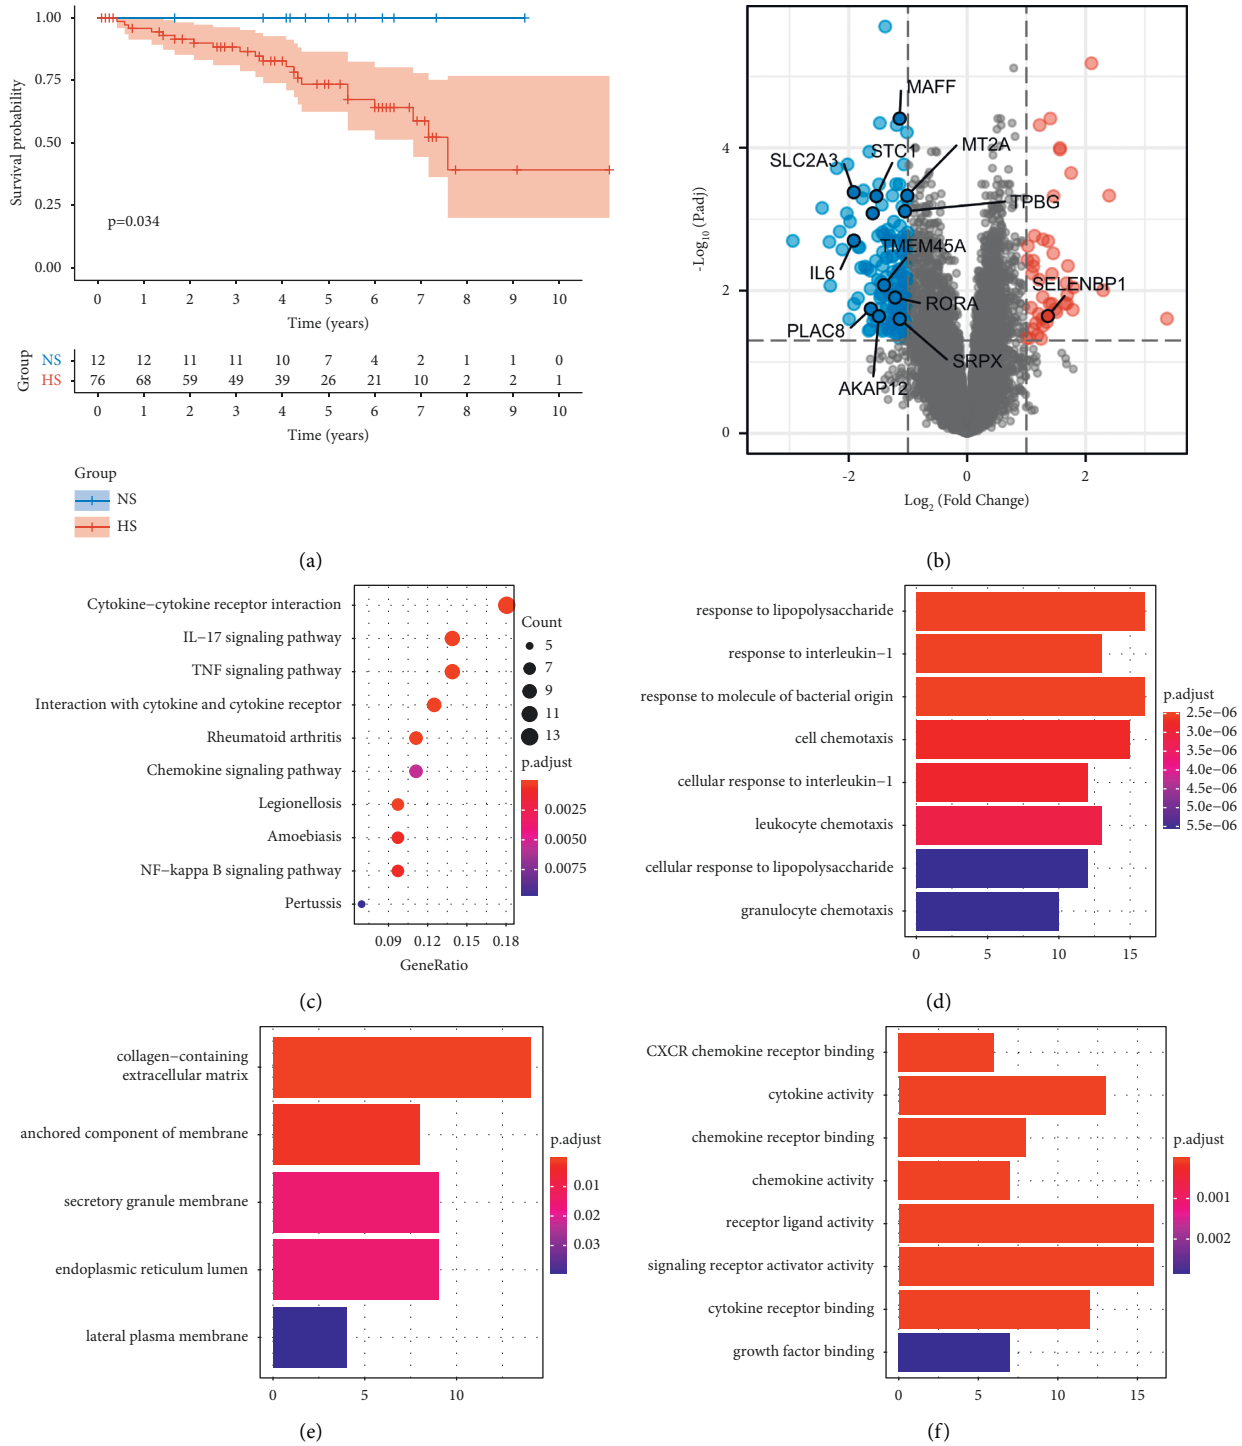 1.00
0.75
0.50
0.25
0.00
Survival probability
p=0.034
0 1 2 3 4 5 6 7 8 9 10
Time (years)
Group
NS 12 12 11 11 10 7 4 2 1 1 0
HS 76 68 59 49 39 26 21 10 2 2 1
0 1 2 3 4 5 6 7 8 9 10
Time (years)
Group
NS
HS
(a)
-Log10 (P.adj)
4
2
0
MAFF
STC1
MT2A
SLC2A3
TPBG
TMEM45A
IL6
SELENBP1
RORA
PLAC8
SRPX
AKAP12
-2 0 2
Log2 (Fold Change)
(b)
Cytokine−cytokine receptor interaction
IL−17 signaling pathway
TNF signaling pathway
Interaction with cytokine and cytokine receptor
Rheumatoid arthritis
Chemokine signaling pathway
Legionellosis
Amoebiasis
NF−kappa B signaling pathway
Pertussis
0.09 0.12 0.15 0.18
GeneRatio
Count
5
7
9
11
13
p.adjust
0.0025
0.0050
0.0075
(c)
response to lipopolysaccharide
response to interleukin−1
response to molecule of bacterial origin
cell chemotaxis
cellular response to interleukin−1
leukocyte chemotaxis
cellular response to lipopolysaccharide
granulocyte chemotaxis
0 5 10 15
p.adjust
2.5e−06
3.0e−06
3.5e−06
4.0e−06
4.5e−06
5.0e−06
5.5e−06
(d)
collagen−containing
extracellular matrix
anchored component of membrane
secretory granule membrane
endoplasmic reticulum lumen
lateral plasma membrane
0 5 10
p.adjust
0.01
0.02
0.03
(e)
CXCR chemokine receptor binding
cytokine activity
chemokine receptor binding
chemokine activity
receptor ligand activity
signaling receptor activator activity
cytokine receptor binding
growth factor binding
0 5 10 15
p.adjust
0.001
0.002
(f)